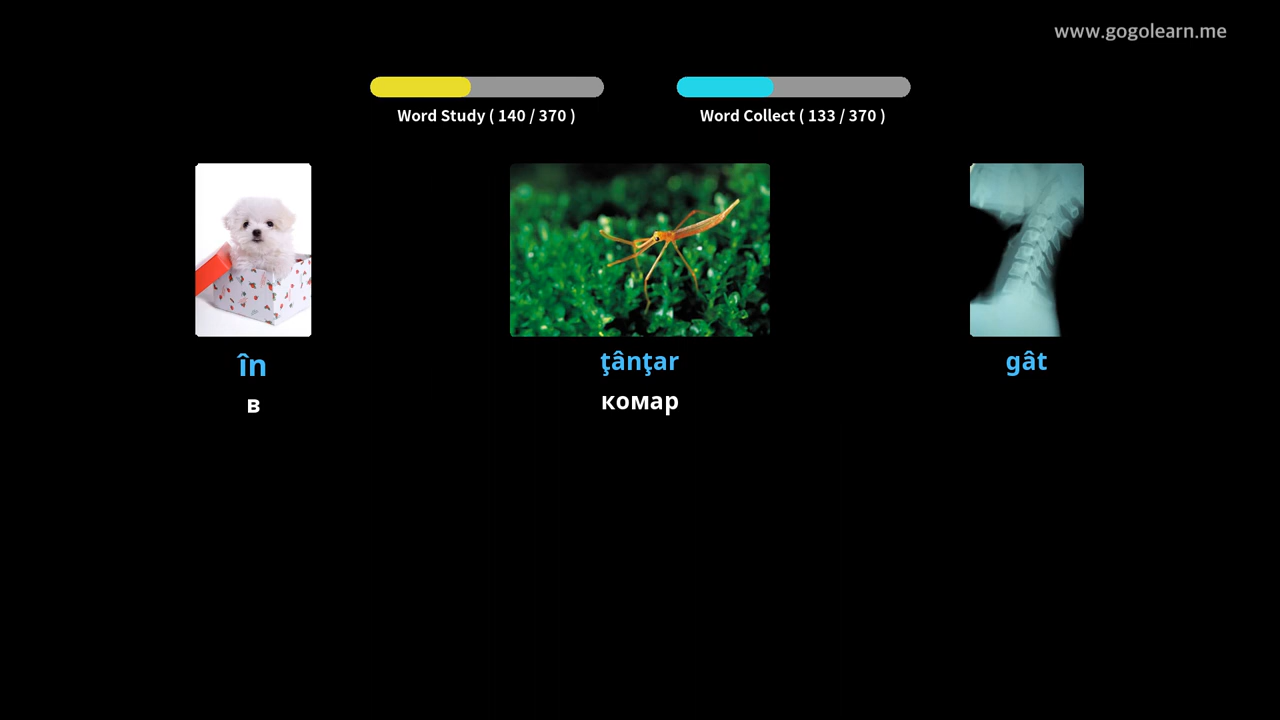 www.gogolearn.me
Word Study ( 140 / 370 )
Word Collect ( 133 / 370 )
în
ţânţar
gât
в
комар